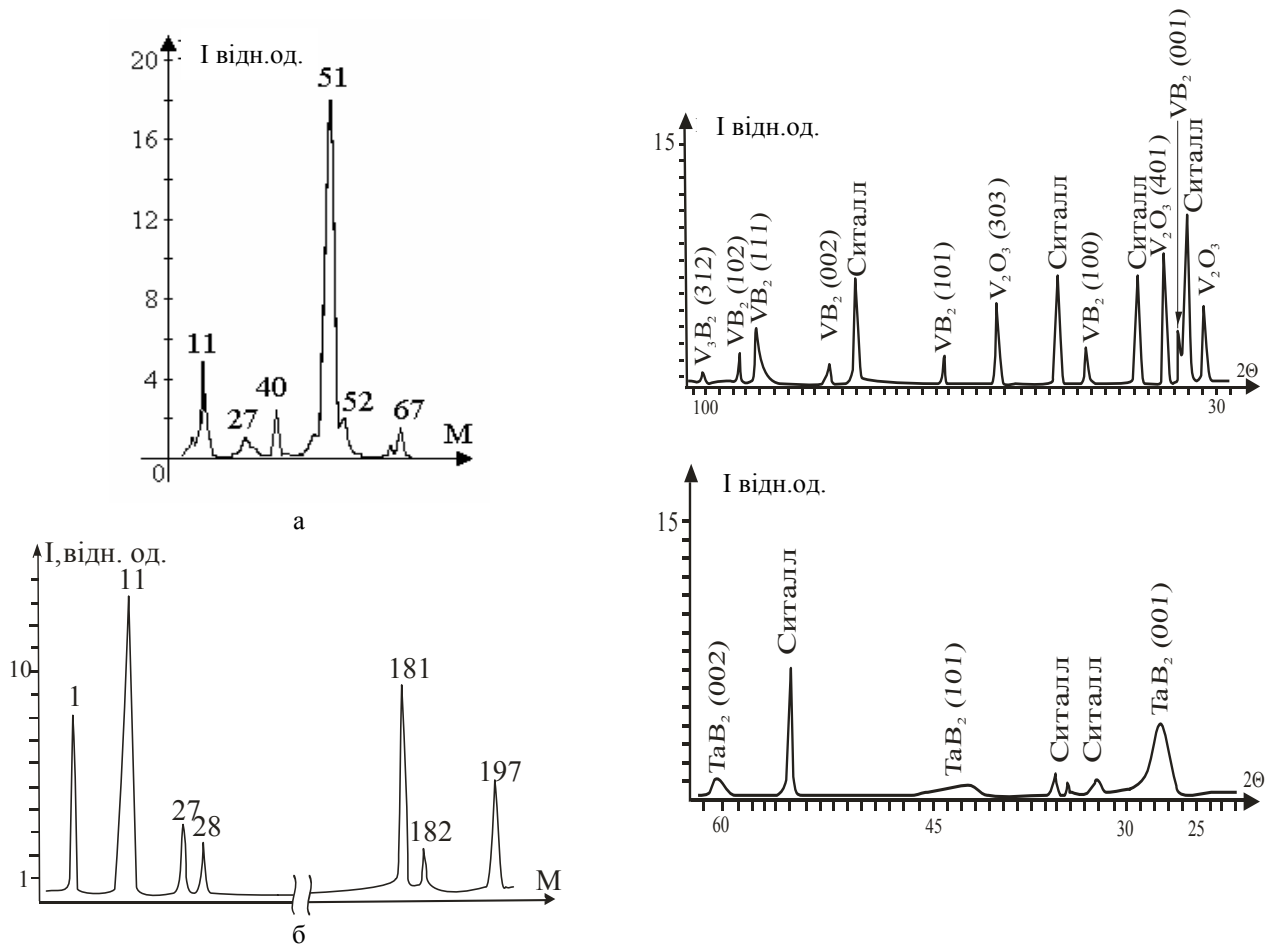 20
І відн.од.
51
16
12
8
11
4
40
27
52
67
М
0
а
15
І відн.од.
V₃B₂ (312)
VB₂ (102)
VB₂ (111)
VB₂ (002)
Ситалл
VB₂ (101)
V₂O₃ (303)
Ситалл
VB₂ (100)
Ситалл
V₂O₃ (401)
VB₂ (001)
Ситалл
V₂O₃
2Θ
100
30
І,відн. од.
11
10
1
27
28
181
182
197
1
М
б
І відн.од.
15
TaB₂ (002)
Ситалл
TaB₂ (101)
Ситалл
Ситалл
TaB₂ (001)
2Θ
60
45
30
25